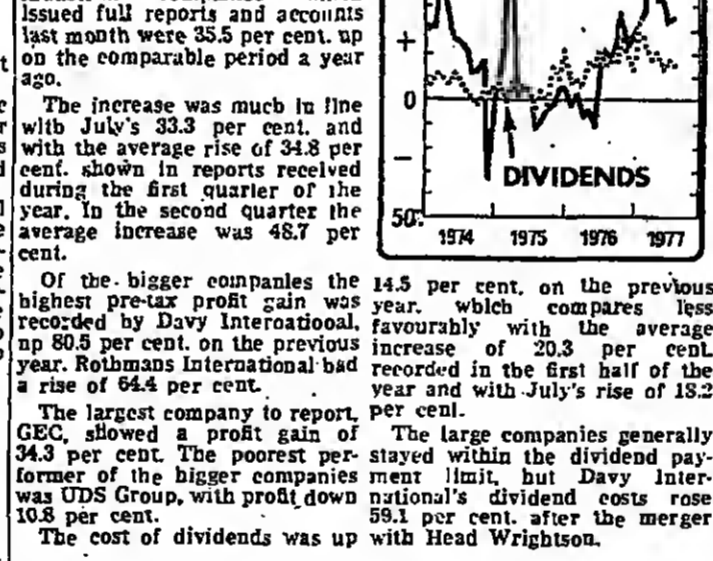 issued full reports and accounts
last month were 35.5 per cent. up
on the comparable period a year
ago.
The increase was much in line
with July's 33.3 per cent. and
with the average rise of 34.8 per
cent. shown in reports received
during the first quarter of the
year. In the second quarter the
average increase was 48.7 per
cent.
Of the bigger companies the
highest pre-tax profit gain was
recorded by Davy International,
up 80.5 per cent. on the previous
year. Rothmans International had
a rise of 64.4 per cent.
The largest company to report,
GEC, showed a profit gain of
34.3 per cent. The poorest per-
former of the bigger companies
was UDS Group, with profit down
10.8 per cent.
The cost of dividends was up
+
0
−
DIVIDENDS
50%
1974 1975 1976 1977
14.5 per cent. on the previous
year, which compares less
favourably with the average
increase of 20.3 per cent.
recorded in the first half of the
year and with July's rise of 18.2
per cent.
The large companies generally
stayed within the dividend pay-
ment limit, but Davy Inter-
national's dividend costs rose
59.1 per cent. after the merger
with Head Wrightson.